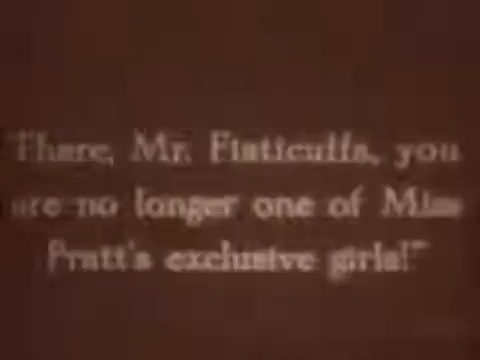 There, Mr. Fisticuffs, you
are no longer one of Miss
Pratt's exclusive girls!"